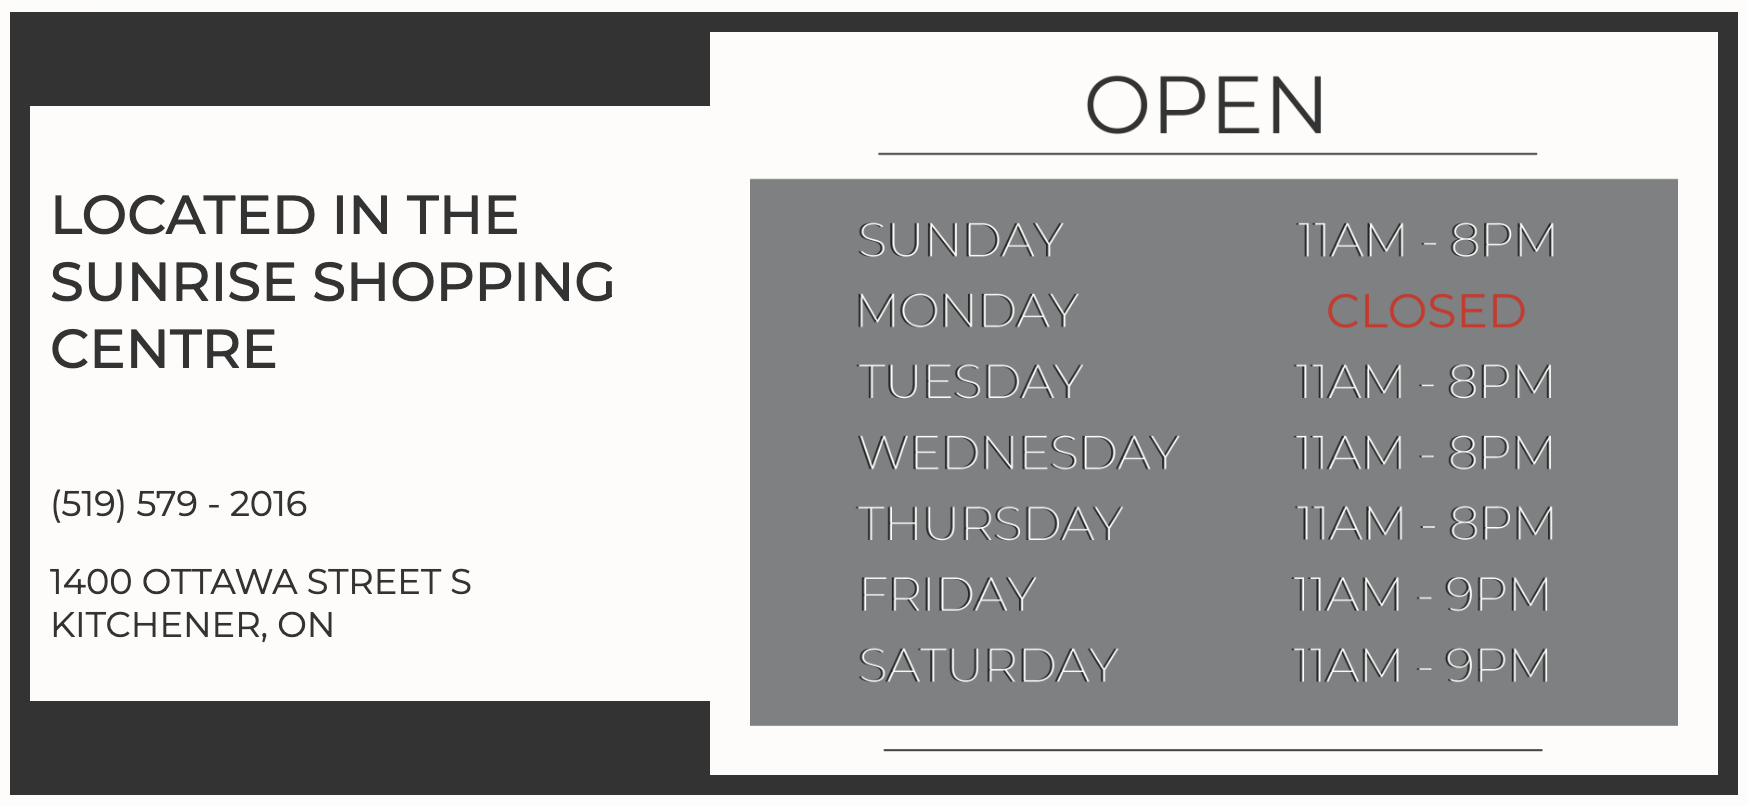 LOCATED IN THE
SUNRISE SHOPPING
CENTRE
(519) 579 - 2016
1400 OTTAWA STREET S
KITCHENER, ON
OPEN
SUNDAY 11AM - 8PM
MONDAY CLOSED
TUESDAY 11AM - 8PM
WEDNESDAY 11AM - 8PM
THURSDAY 11AM - 8PM
FRIDAY 11AM - 9PM
SATURDAY 11AM - 9PM